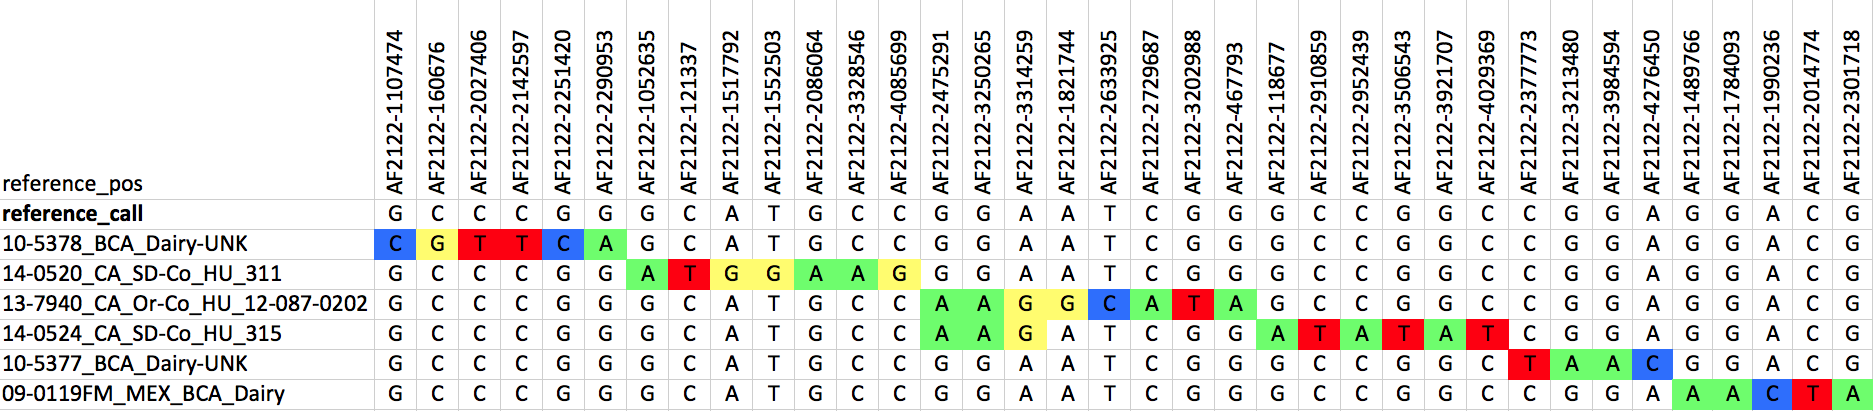 reference_pos AF2122-1107474 AF2122-160676 AF2122-2027406 AF2122-2142597 AF2122-2251420 AF2122-2290953 AF2122-1052635 AF2122-121337 AF2122-1517792 AF2122-1552503 AF2122-2086064 AF2122-3328546 AF2122-4085699 AF2122-2475291 AF2122-3250265 AF2122-3314259 AF2122-1821744 AF2122-2633925 AF2122-2729687 AF2122-3202988 AF2122-467793 AF2122-118677 AF2122-2910859 AF2122-2952439 AF2122-3506543 AF2122-3921707 AF2122-4029369 AF2122-2377773 AF2122-3213480 AF2122-3984594 AF2122-4276450 AF2122-1489766 AF2122-1784093 AF2122-1990236 AF2122-2014774 AF2122-2301718
reference_call G C C C G G G C A T G C C G G A A T C G G G C C G G C C G G A G G A C G
10-5378_BCA_Dairy-UNK C G T T C A G C A T G C C G G A A T C G G G C C G G C C G G A G G A C G
14-0520_CA_SD-Co_HU_311 G C C C G G A T G G A A G G G A A T C G G G C C G G C C G G A G G A C G
13-7940_CA_Or-Co_HU_12-087-0202 G C C C G G G C A T G C C A A G G C A T A G C C G G C C G G A G G A C G
14-0524_CA_SD-Co_HU_315 G C C C G G G C A T G C C A A G A T C G G A T A T A T C G G A G G A C G
10-5377_BCA_Dairy-UNK G C C C G G G C A T G C C G G A A T C G G G C C G G C T A A C G G A C G
09-0119FM_MEX_BCA_Dairy G C C C G G G C A T G C C G G A A T C G G G C C G G C C G G A A A C T A